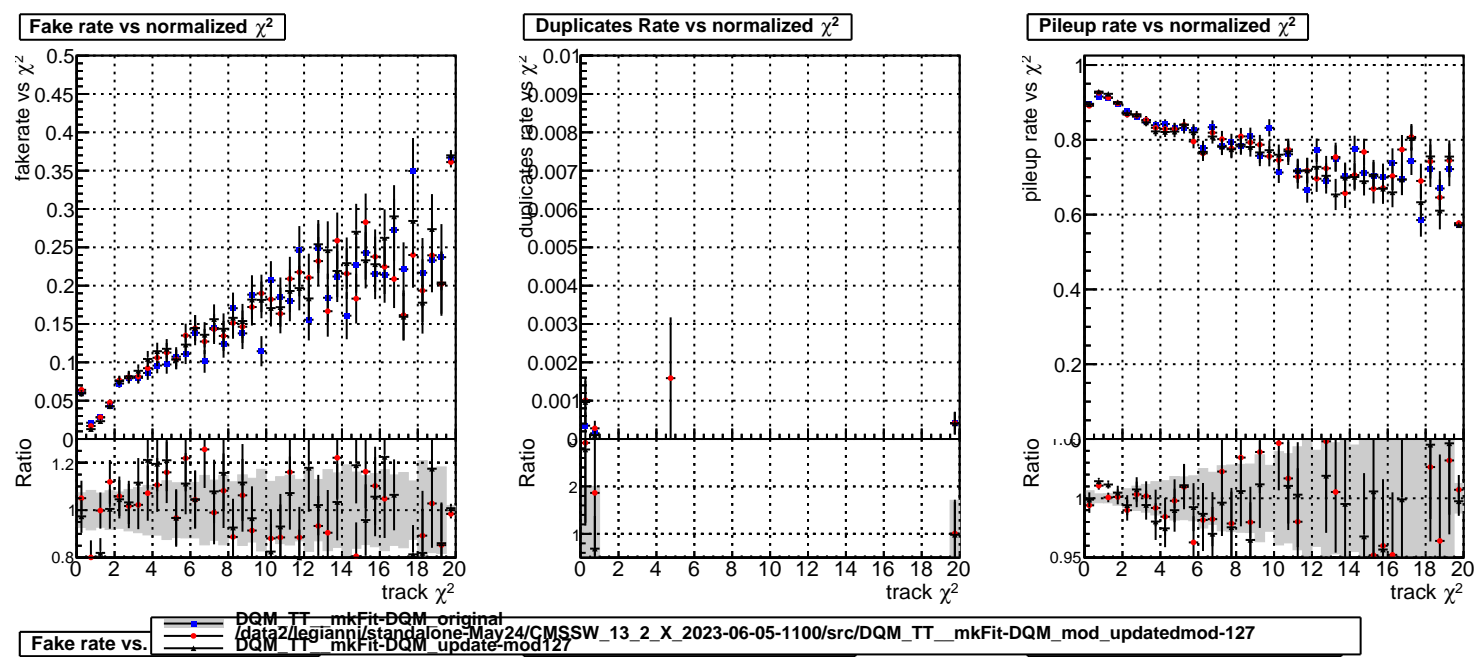 Fake rate vs normalized χ²
Duplicates Rate vs normalized χ²
Pileup rate vs normalized χ²
fakerate vs χ²
0.5
0.45
0.4
0.35
0.3
0.25
0.2
0.15
0.1
0.05
0
Ratio
1.2
1
0.8
0 2 4 6 8 10 12 14 16 18 20
track χ²
duplicates rate vs χ²
0.01
0.009
0.008
0.007
0.006
0.005
0.004
0.003
0.002
0.001
0
Ratio
2
1
0 2 4 6 8 10 12 14 16 18 20
track χ²
pileup rate vs χ²
1
0.8
0.6
0.4
0.2
0
Ratio
1
0.95
0 2 4 6 8 10 12 14 16 18 20
track χ²
DQM_TT__mkFit-DQM_original
/data2/legianni/standalone-May24/CMSSW_13_2_X_2023-06-05-1100/src/DQM_TT__mkFit-DQM_mod_updatedmod-127
DQM_TT__mkFit-DQM_update-mod127
Fake rate vs.